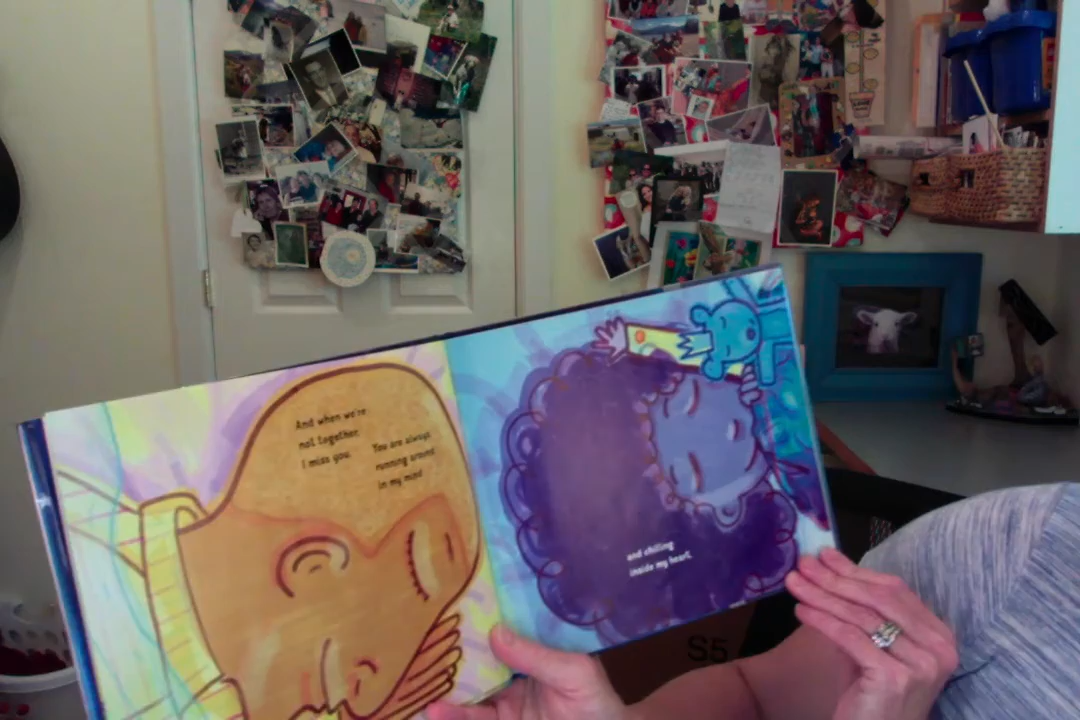 And when we're
not together,
I miss you.
You are always
running around
in my mind
and chilling
inside my heart.
S5